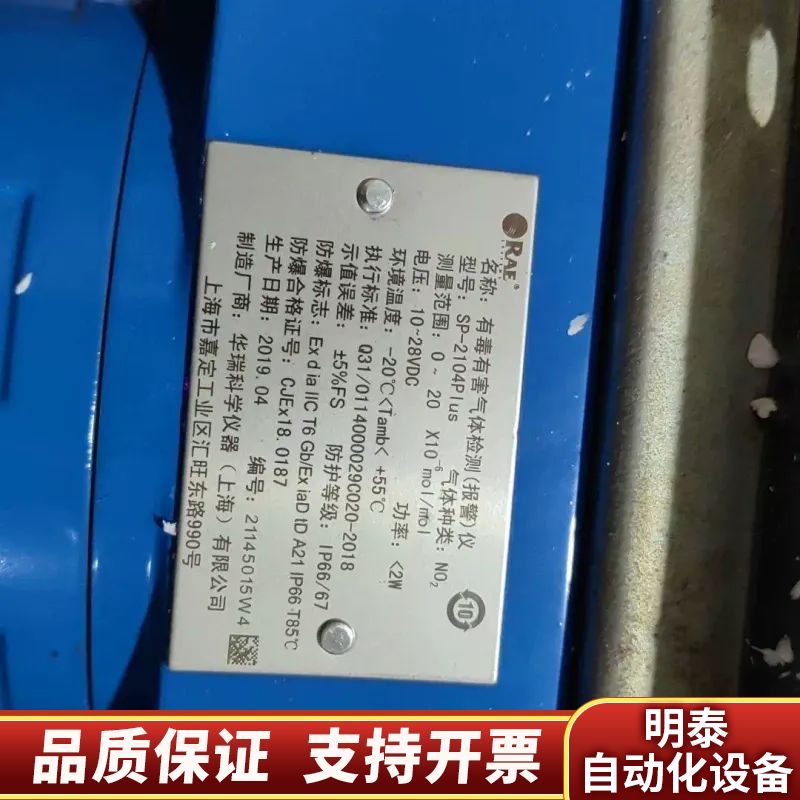 RAE®
名称：有毒有害气体检测(报警)仪
型号：SP-2104Plus 气体种类：NO₂
测量范围：0～20 X10⁻⁶mol/mol
电压：10~28VDC 功率：<2W
环境温度：-20℃<Tamb< +55℃
执行标准：Q31/0114000029C020-2018
示值误差：±5%FS 防护等级：IP66/67
防爆标志：Ex d ia IIC T6 Gb/Ex iaD tD A21 IP66 T85℃
防爆合格证号：CJEx18.0187
生产日期：2019.04 编号：21145015W4
制造厂商：华瑞科学仪器（上海）有限公司
上海市嘉定工业区汇旺东路990号
10
品质保证 支持开票
明泰
自动化设备